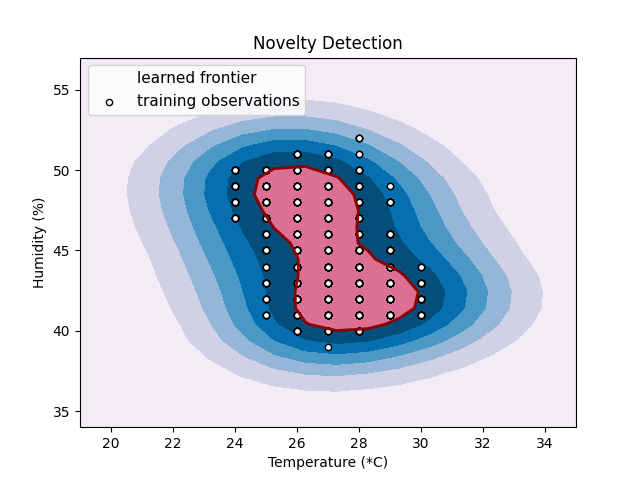 Novelty Detection
learned frontier
training observations
55
50
45
40
35
Humidity (%)
20 22 24 26 28 30 32 34
Temperature (*C)